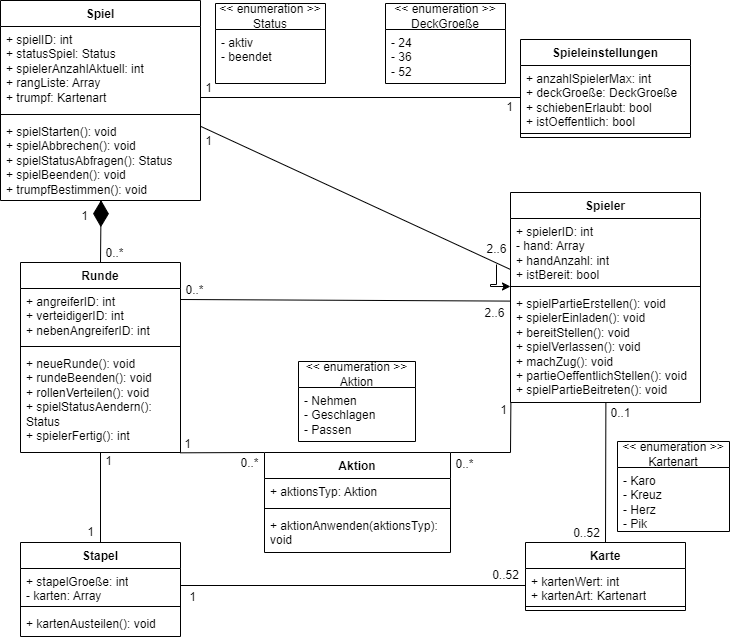 Spiel
+ spielID: int
+ statusSpiel: Status
+ spielerAnzahlAktuell: int
+ rangListe: Array
+ trumpf: Kartenart
+ spielStarten(): void
+ spielAbbrechen(): void
+ spielStatusAbfragen(): Status
+ spielBeenden(): void
+ trumpfBestimmen(): void
<< enumeration >>
Status
- aktiv
- beendet
<< enumeration >>
DeckGroeße
- 24
- 36
- 52
Spieleinstellungen
+ anzahlSpielerMax: int
+ deckGroeße: DeckGroeße
+ schiebenErlaubt: bool
+ istOeffentlich: bool
1
1
1
2..6
1
0..*
Spieler
+ spielerID: int
- hand: Array
+ handAnzahl: int
+ istBereit: bool
+ spielPartieErstellen(): void
+ spielerEinladen(): void
+ bereitStellen(): void
+ spielVerlassen(): void
+ machZug(): void
+ partieOeffentlichStellen(): void
+ spielPartieBeitreten(): void
Runde
+ angreiferID: int
+ verteidigerID: int
+ nebenAngreiferID: int
+ neueRunde(): void
+ rundeBeenden(): void
+ rollenVerteilen(): void
+ spielStatusAendern():
Status
+ spielerFertig(): int
0..*
2..6
<< enumeration >>
Aktion
- Nehmen
- Geschlagen
- Passen
1
0..*
0..*
1
Aktion
+ aktionsTyp: Aktion
+ aktionAnwenden(aktionsTyp):
void
0..1
<< enumeration >>
Kartenart
- Karo
- Kreuz
- Herz
- Pik
1
1
0..52
Stapel
+ stapelGroeße: int
- karten: Array
+ kartenAusteilen(): void
1
0..52
Karte
+ kartenWert: int
+ kartenArt: Kartenart